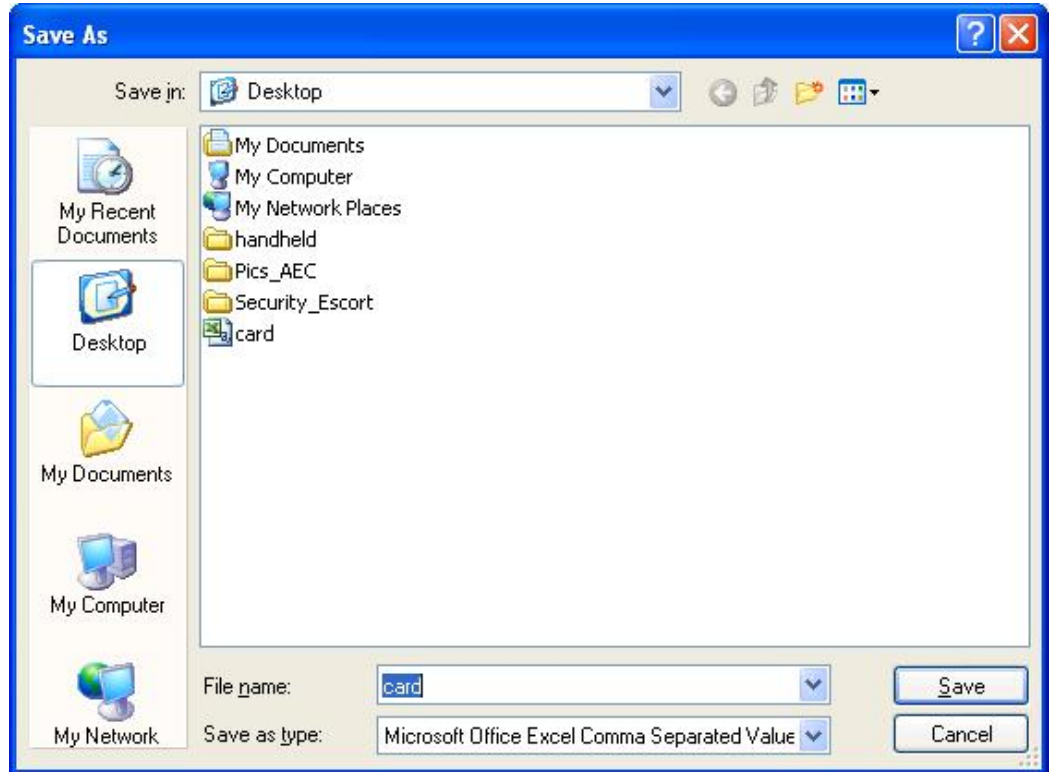 Save As
Save in:
Desktop
My Recent
Documents
Desktop
My Documents
My Computer
My Network
My Documents
My Computer
My Network Places
handheld
Pics_AEC
Security_Escort
card
File name:
card
Save
Save as type:
Microsoft Office Excel Comma Separated Value
Cancel